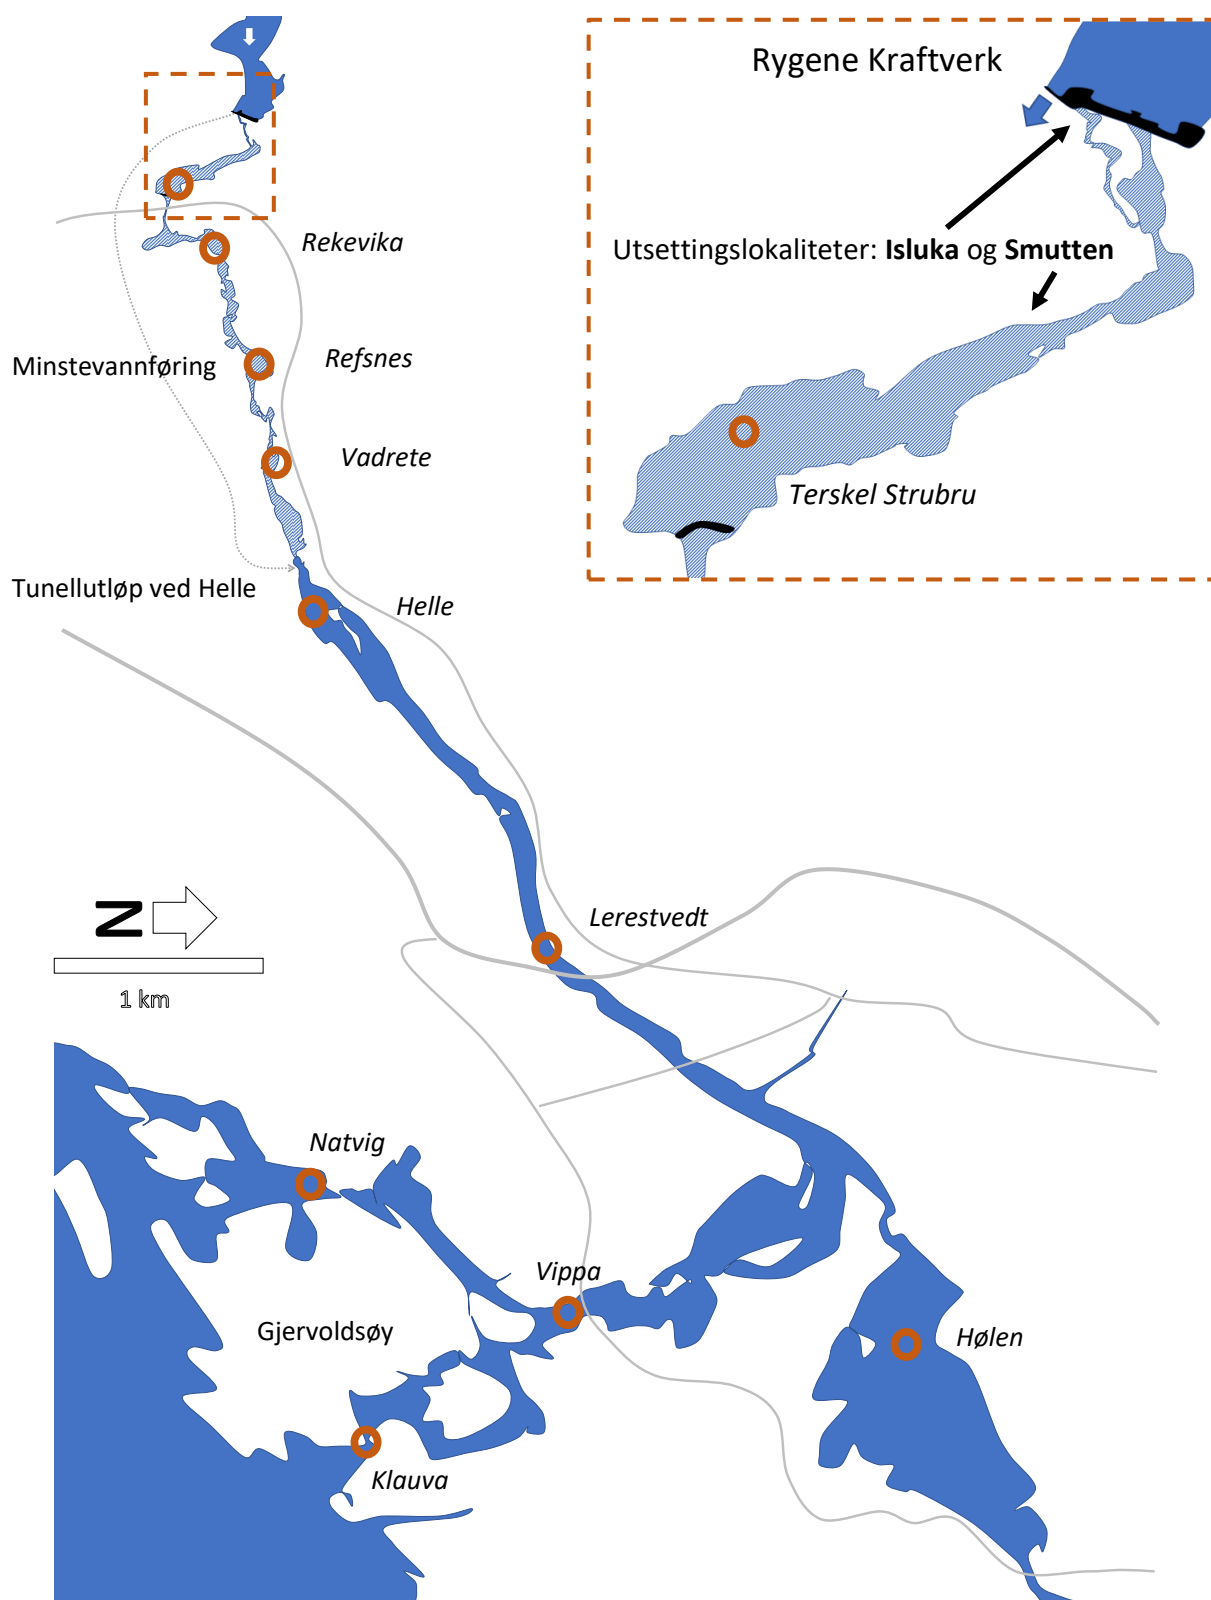 Rygene Kraftverk
Rekevika
Utsettingslokaliteter: Isluka og Smutten
Minstevannføring
Refsnes
Vadrete
Terskel Strubru
Tunellutløp ved Helle
Helle
Lerestvedt
N
1 km
Natvig
Vippa
Gjervoldsøy
Hølen
Klauva